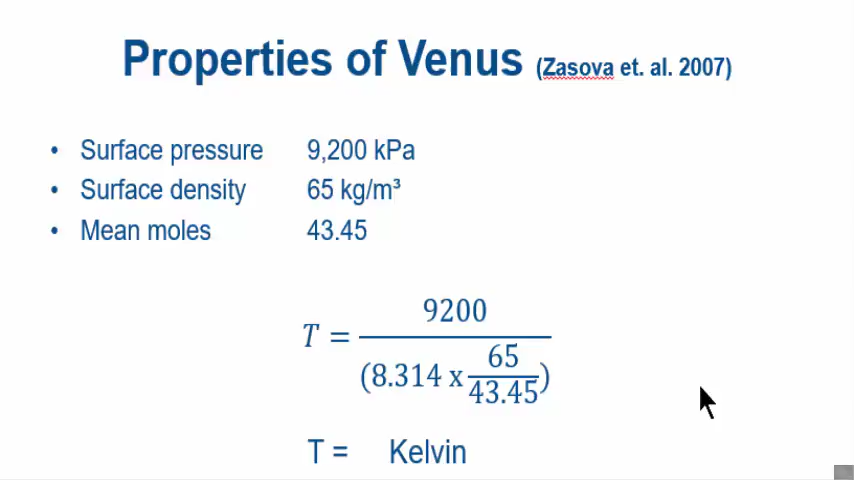 Properties of Venus (Zasova et. al. 2007)
• Surface pressure 9,200 kPa
• Surface density 65 kg/m³
• Mean moles 43.45
T = 9200 / (8.314 x 65/43.45)
T = Kelvin